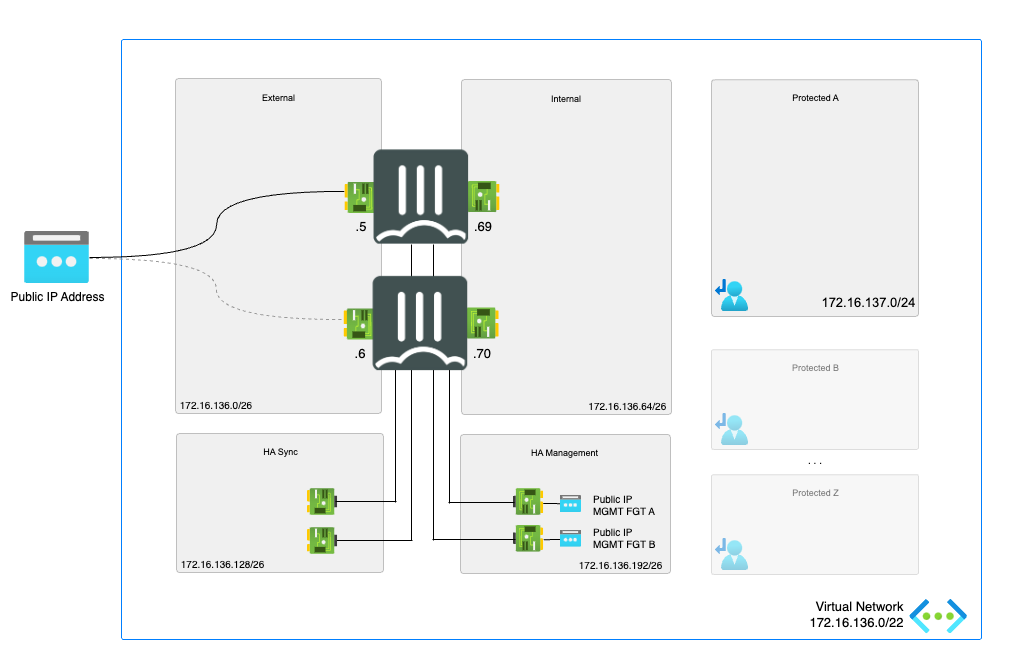 External
Internal
Protected A
.5
.69
Public IP Address
172.16.137.0/24
.6
.70
Protected B
172.16.136.0/26
172.16.136.64/26
HA Sync
HA Management
. . .
Protected Z
Public IP
MGMT FGT A
Public IP
MGMT FGT B
172.16.136.128/26
172.16.136.192/26
Virtual Network
172.16.136.0/22